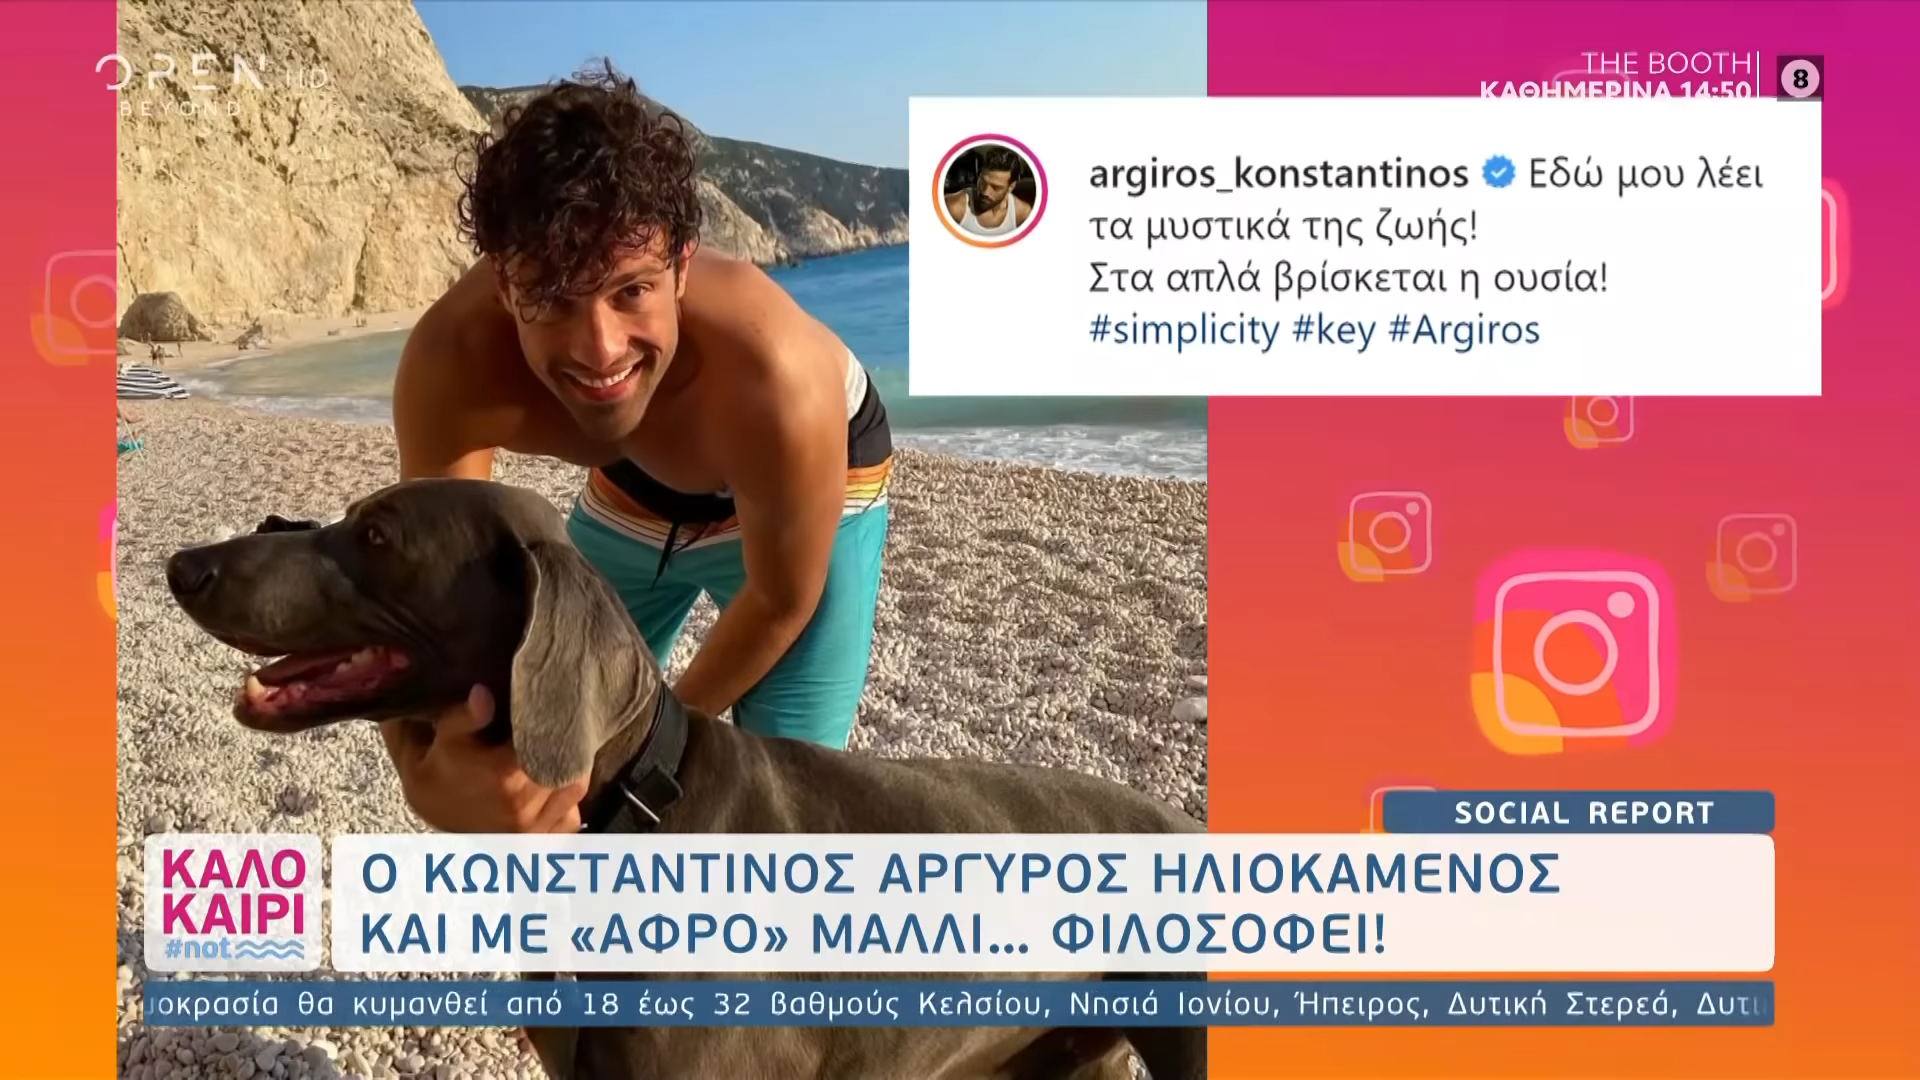 OPEN HD
BEYOND
THE BOOTH
ΚΑΘΗΜΕΡΙΝΑ 14:50
8
argiros_konstantinos Εδώ μου λέει
τα μυστικά της ζωής!
Στα απλά βρίσκεται η ουσία!
#simplicity #key #Argiros
SOCIAL REPORT
ΚΑΛΟ
ΚΑΙΡΙ
#not
Ο ΚΩΝΣΤΑΝΤΙΝΟΣ ΑΡΓΥΡΟΣ ΗΛΙΟΚΑΜΕΝΟΣ
ΚΑΙ ΜΕ «ΑΦΡΟ» ΜΑΛΛΙ... ΦΙΛΟΣΟΦΕΙ!
θα κυμανθεί από 18 έως 32 βαθμούς Κελσίου, Νησιά Ιονίου, Ήπειρος, Δυτική Στερεά,